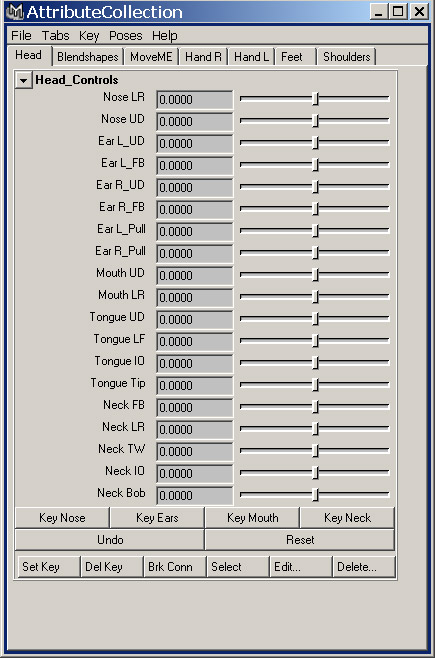 AttributeCollection
File Tabs Key Poses Help
Head Blendshapes MoveME Hand R Hand L Feet Shoulders
Head_Controls
Nose LR 0.0000
Nose UD 0.0000
Ear L_UD 0.0000
Ear L_FB 0.0000
Ear R_UD 0.0000
Ear R_FB 0.0000
Ear L_Pull 0.0000
Ear R_Pull 0.0000
Mouth UD 0.0000
Mouth LR 0.0000
Tongue UD 0.0000
Tongue LF 0.0000
Tongue IO 0.0000
Tongue Tip 0.0000
Neck FB 0.0000
Neck LR 0.0000
Neck TW 0.0000
Neck IO 0.0000
Neck Bob 0.0000
Key Nose Key Ears Key Mouth Key Neck
Undo Reset
Set Key Del Key Brk Conn Select Edit... Delete...